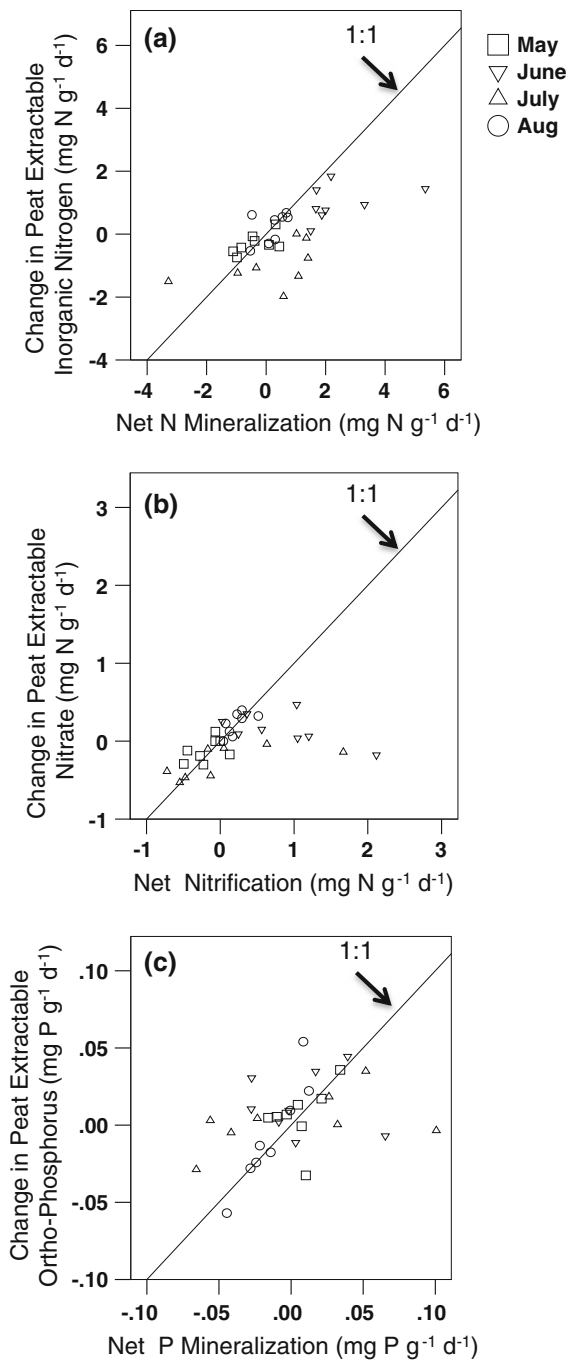 (a)
1:1
May
June
July
Aug
6
4
2
0
-2
-4
Change in Peat Extractable
Inorganic Nitrogen (mg N g-1 d-1)
-4 -2 0 2 4 6
Net N Mineralization (mg N g-1 d-1)
(b)
1:1
3
2
1
0
-1
Change in Peat Extractable
Nitrate (mg N g-1 d-1)
-1 0 1 2 3
Net Nitrification (mg N g-1 d-1)
(c)
1:1
.10
.05
.00
-.05
-.10
Change in Peat Extractable
Ortho-Phosphorus (mg P g-1 d-1)
-.10 -.05 .00 .05 .10
Net P Mineralization (mg P g-1 d-1)